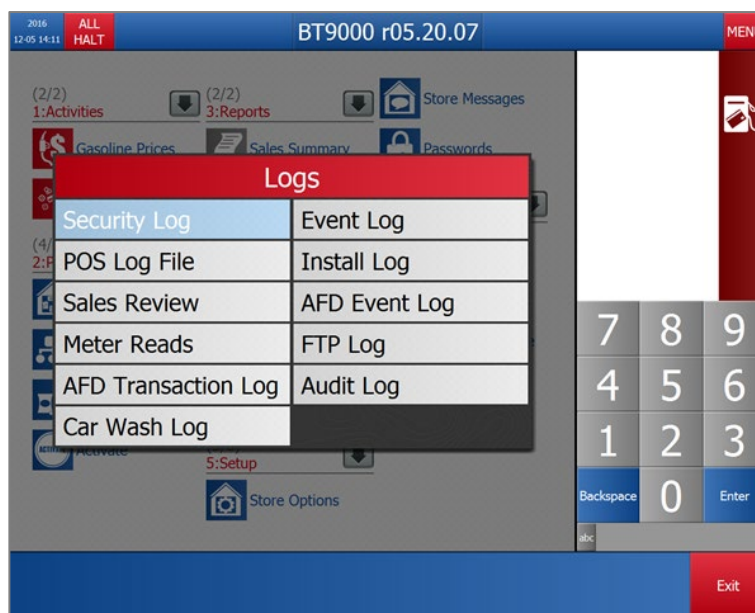 2016
12-05 14:11
ALL
HALT
BT9000 r05.20.07
MEN
(2/2)
1:Activities
(2/2)
3:Reports
Store Messages
Gasoline Prices
Sales Summary
Passwords
Logs
Security Log
Event Log
POS Log File
Install Log
Sales Review
AFD Event Log
Meter Reads
FTP Log
AFD Transaction Log
Audit Log
Car Wash Log
(4/
2:P
Activate
5:Setup
Store Options
7 8 9
4 5 6
1 2 3
Backspace 0 Enter
abc
Exit